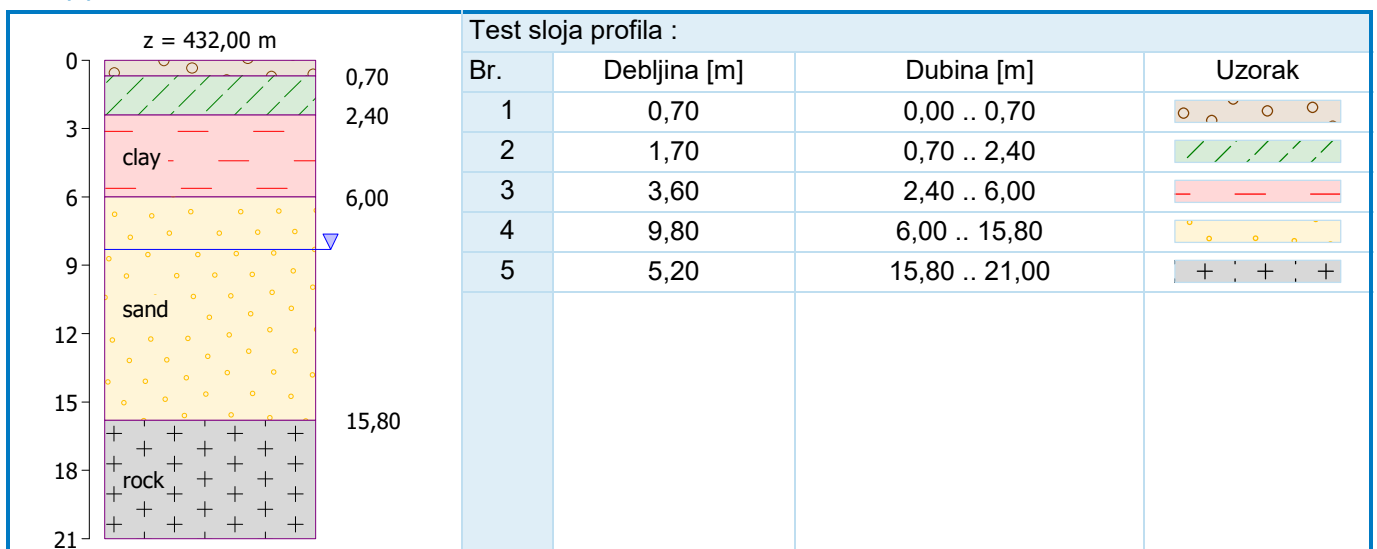 z = 432,00 m
0
3
6
9
12
15
18
21
0,70
2,40
6,00
15,80
clay
sand
rock
Test sloja profila :
Br. Debljina [m] Dubina [m] Uzorak
1 0,70 0,00 .. 0,70
2 1,70 0,70 .. 2,40
3 3,60 2,40 .. 6,00
4 9,80 6,00 .. 15,80
5 5,20 15,80 .. 21,00